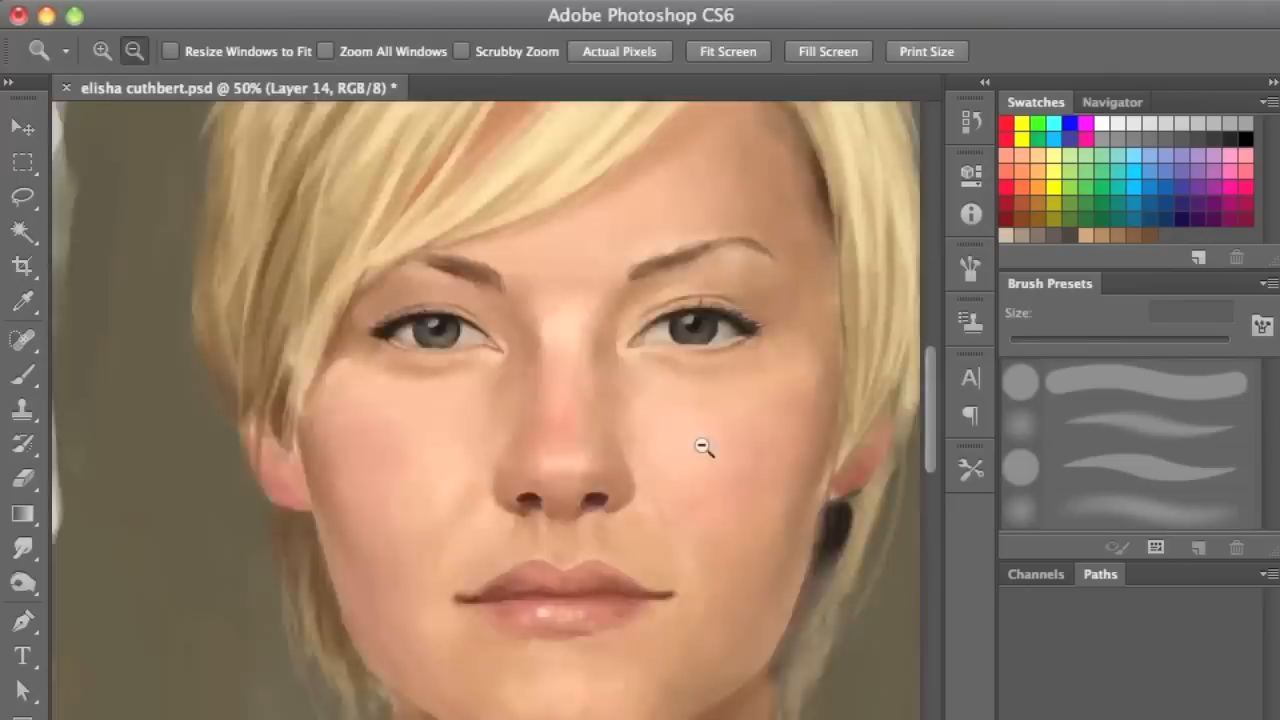 Adobe Photoshop CS6
Resize Windows to Fit Zoom All Windows Scrubby Zoom Actual Pixels Fit Screen Fill Screen Print Size
elisha cuthbert.psd @ 50% (Layer 14, RGB/8) *
Swatches Navigator
Brush Presets
Size:
Channels Paths